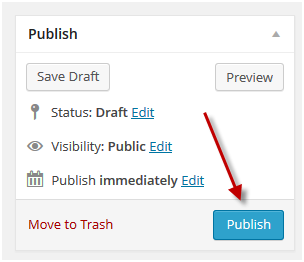 Publish
Save Draft Preview
Status: Draft Edit
Visibility: Public Edit
Publish immediately Edit
Move to Trash Publish